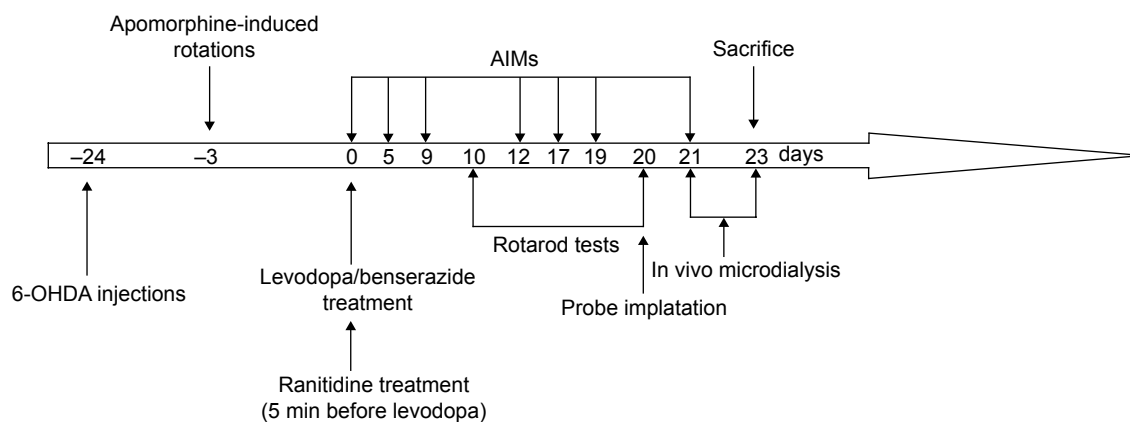 Apomorphine-induced
rotations
AIMs
Sacrifice
–24 –3 0 5 9 10 12 17 19 20 21 23 days
Rotarod tests
In vivo microdialysis
Probe implatation
6-OHDA injections
Levodopa/benserazide
treatment
Ranitidine treatment
(5 min before levodopa)